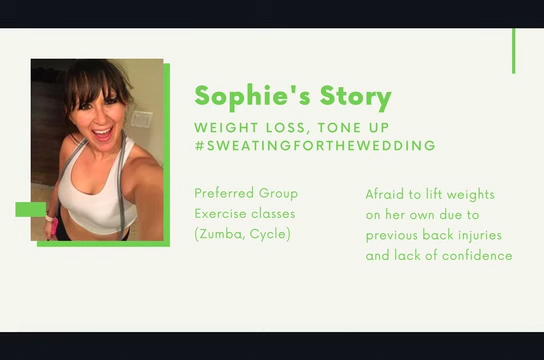 Sophie's Story
WEIGHT LOSS, TONE UP
#SWEATINGFORTHEWEDDING
Preferred Group
Exercise classes
(Zumba, Cycle)
Afraid to lift weights
on her own due to
previous back injuries
and lack of confidence